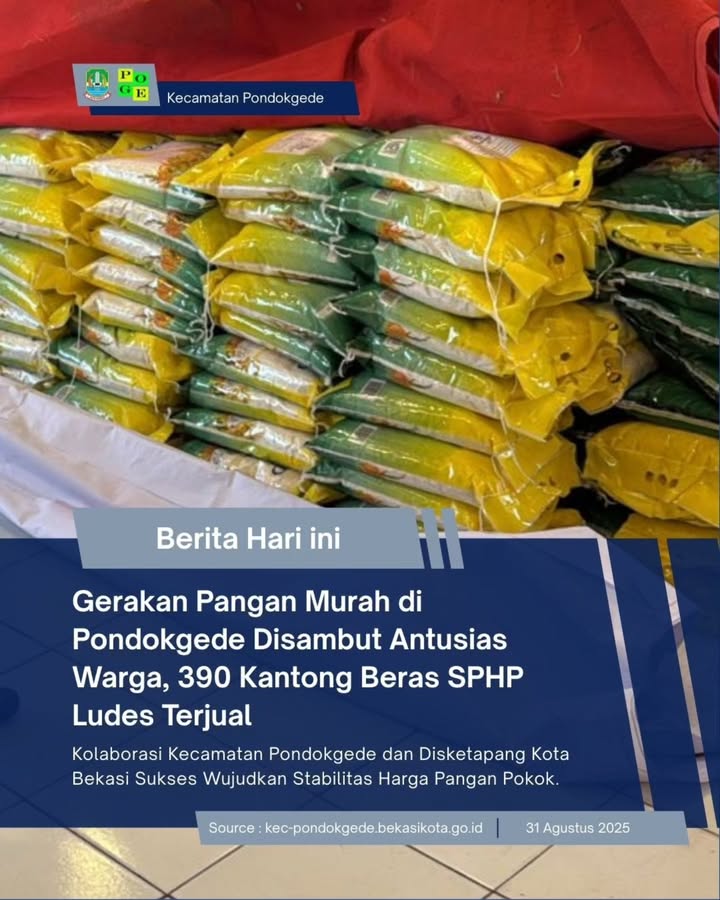 P O
G E
Kecamatan Pondokgede
Berita Hari ini
Gerakan Pangan Murah di
Pondokgede Disambut Antusias
Warga, 390 Kantong Beras SPHP
Ludes Terjual
Kolaborasi Kecamatan Pondokgede dan Disketapang Kota
Bekasi Sukses Wujudkan Stabilitas Harga Pangan Pokok.
Source : kec-pondokgede.bekasikota.go.id | 31 Agustus 2025